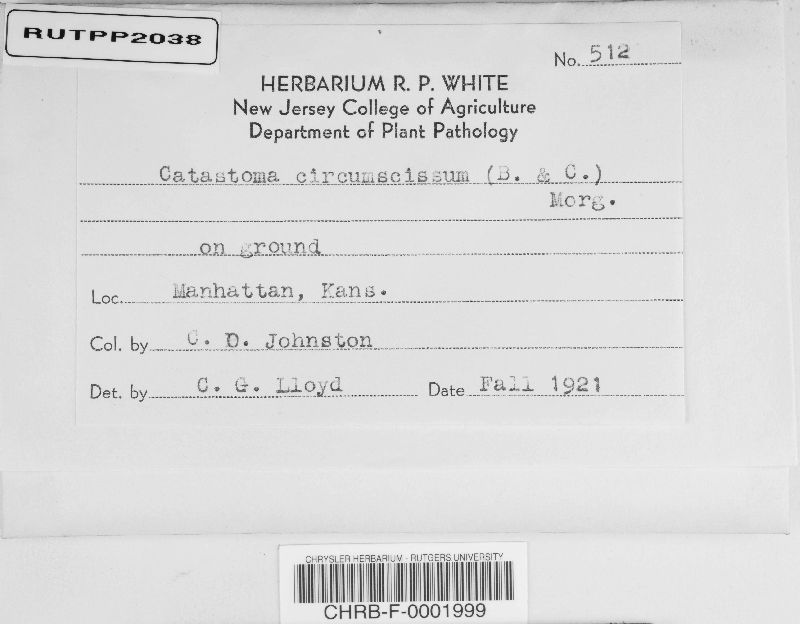 RUTPP2038
No. 512
HERBARIUM R. P. WHITE
New Jersey College of Agriculture
Department of Plant Pathology
Catastoma circumscissum (B. & C.)
Morg.
on ground
Loc. Manhattan, Kans.
Col. by C. D. Johnston
Det. by C. G. Lloyd Date Fall 1921
CHRYSLER HERBARIUM - RUTGERS UNIVERSITY
CHRB-F-0001999